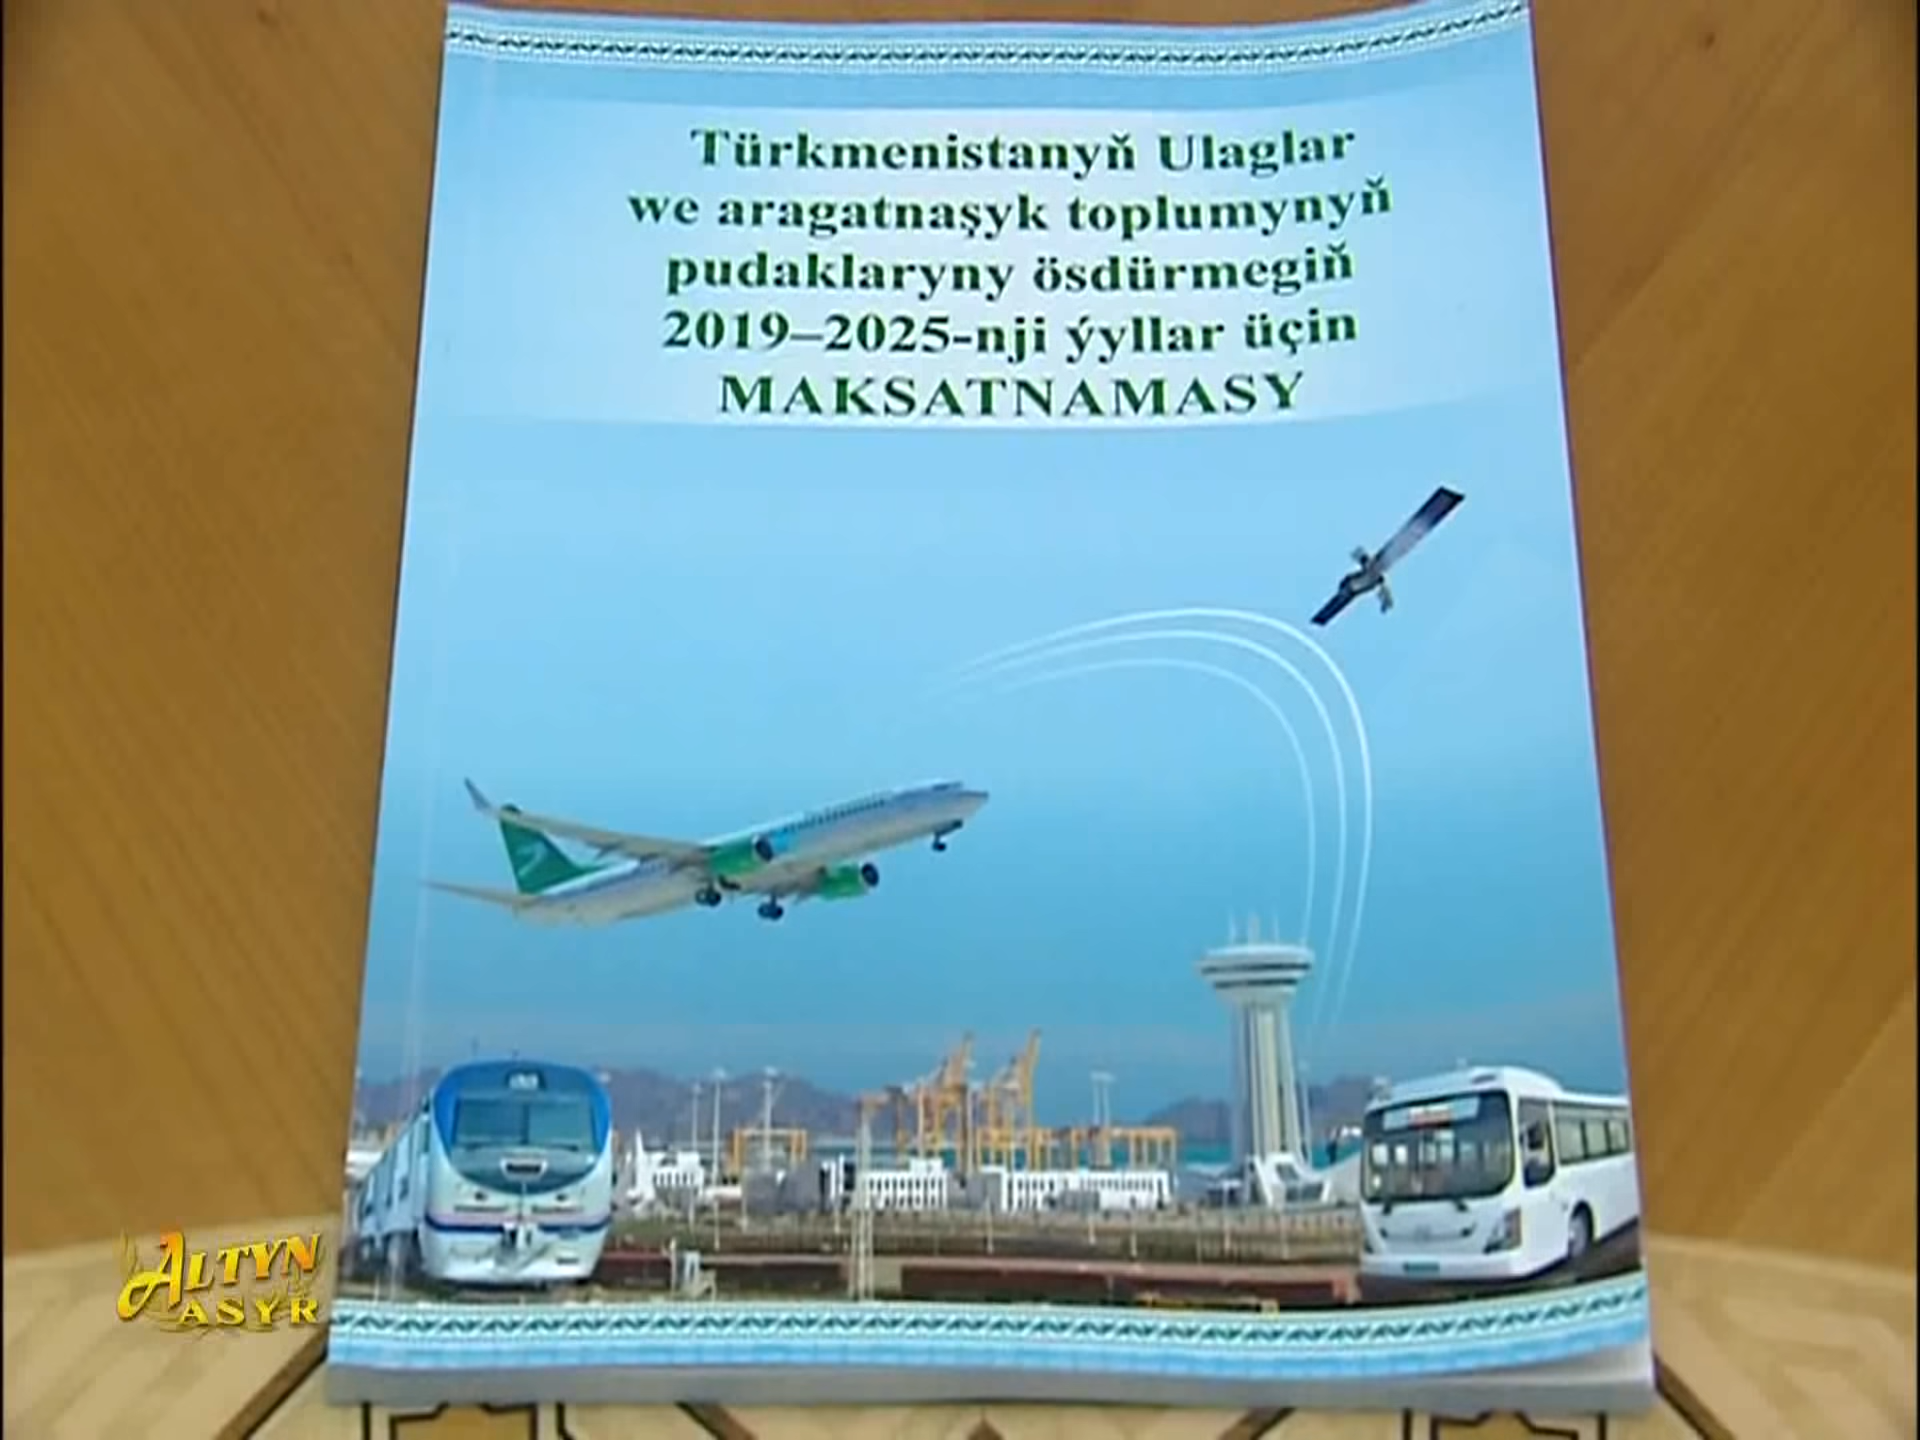 Türkmenistanyň Ulaglar
we aragatnaşyk toplumynyň
pudaklaryny ösdürmegiň
2019–2025-nji ýyllar üçin
MAKSATNAMASY
ALTYN
ASYR